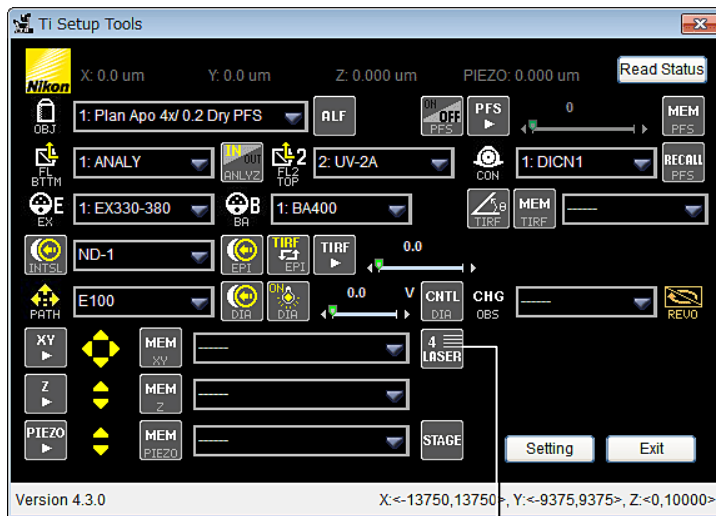 Ti Setup Tools
Nikon X: 0.0 um Y: 0.0 um Z: 0.000 um PIEZO: 0.000 um Read Status
OBJ 1: Plan Apo 4x/ 0.2 Dry PFS ALF ON OFF PFS PFS 0 MEM PFS
FL BTTM 1: ANALY IN OUT ANLYZ 2 FL2 TOP 2: UV-2A CON 1: DICN1 RECALL PFS
E EX 1: EX330-380 B BA 1: BA400 θ TIRF MEM TIRF -----
INTSL ND-1 EPI TIRF EPI TIRF 0.0
PATH E100 DIA ON DIA 0.0 V CNTL DIA CHG OBS ----- REVO
XY MEM XY ----- 4 LASER
Z MEM Z -----
PIEZO MEM PIEZO ----- STAGE Setting Exit
Version 4.3.0 X:<-13750,13750>, Y:<-9375,9375>, Z:<0,10000>